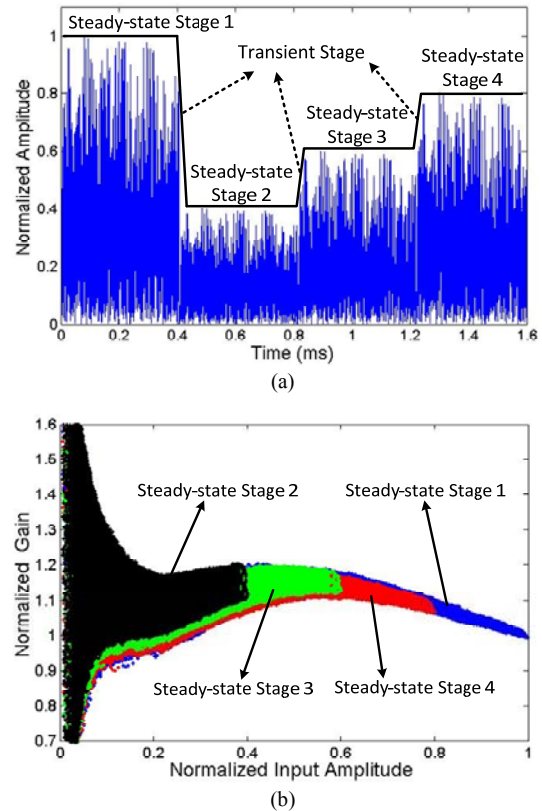 Steady-state Stage 1
Transient Stage
Steady-state
Stage 4
Steady-state
Stage 3
Steady-state
Stage 2
Normalized Amplitude
1
0.8
0.6
0.4
0.2
0
0 0.2 0.4 0.6 0.8 1 1.2 1.4 1.6
Time (ms)
(a)
Steady-state Stage 2
Steady-state Stage 1
Steady-state Stage 3
Steady-state Stage 4
Normalized Gain
1.6
1.5
1.4
1.3
1.2
1.1
1
0.9
0.8
0.7
0 0.2 0.4 0.6 0.8 1
Normalized Input Amplitude
(b)